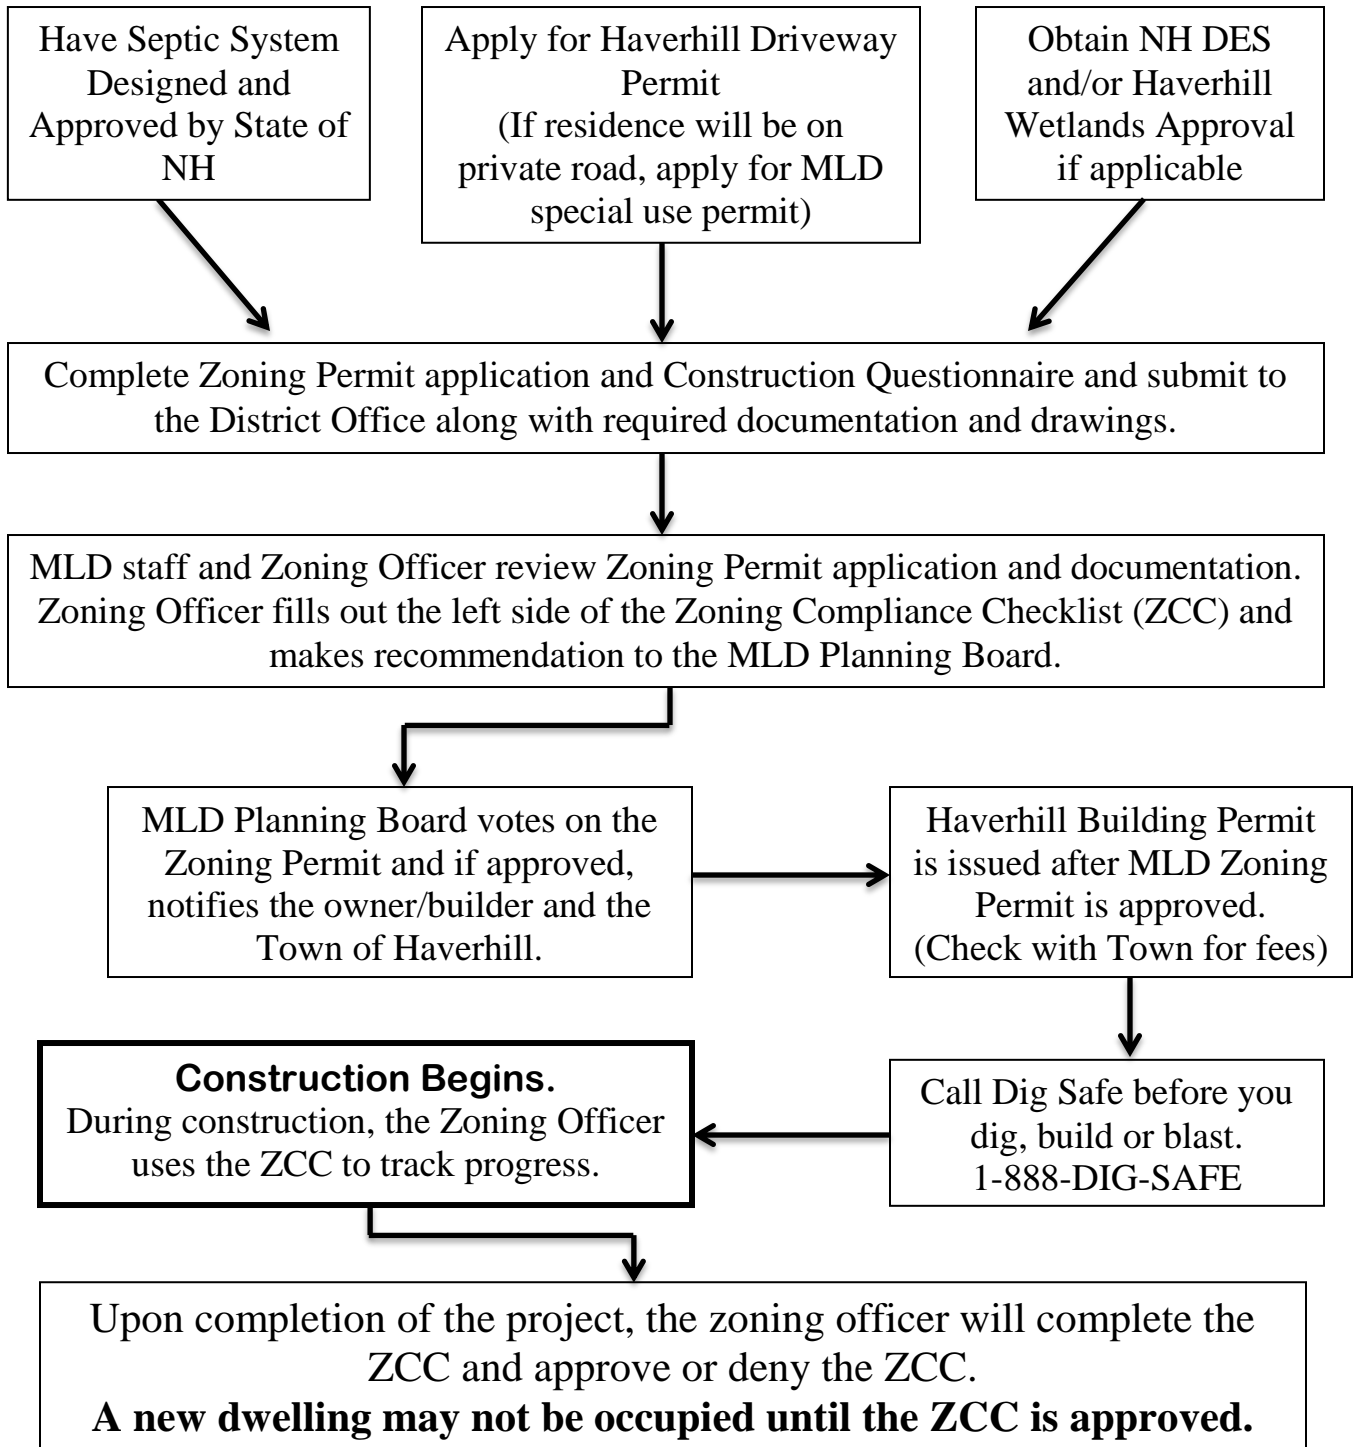 Have Septic System
Designed and
Approved by State of
NH
Apply for Haverhill Driveway
Permit
(If residence will be on
private road, apply for MLD
special use permit)
Obtain NH DES
and/or Haverhill
Wetlands Approval
if applicable
Complete Zoning Permit application and Construction Questionnaire and submit to
the District Office along with required documentation and drawings.
MLD staff and Zoning Officer review Zoning Permit application and documentation.
Zoning Officer fills out the left side of the Zoning Compliance Checklist (ZCC) and
makes recommendation to the MLD Planning Board.
MLD Planning Board votes on the
Zoning Permit and if approved,
notifies the owner/builder and the
Town of Haverhill.
Haverhill Building Permit
is issued after MLD Zoning
Permit is approved.
(Check with Town for fees)
Call Dig Safe before you
dig, build or blast.
1-888-DIG-SAFE
Construction Begins.
During construction, the Zoning Officer
uses the ZCC to track progress.
Upon completion of the project, the zoning officer will complete the
ZCC and approve or deny the ZCC.
A new dwelling may not be occupied until the ZCC is approved.